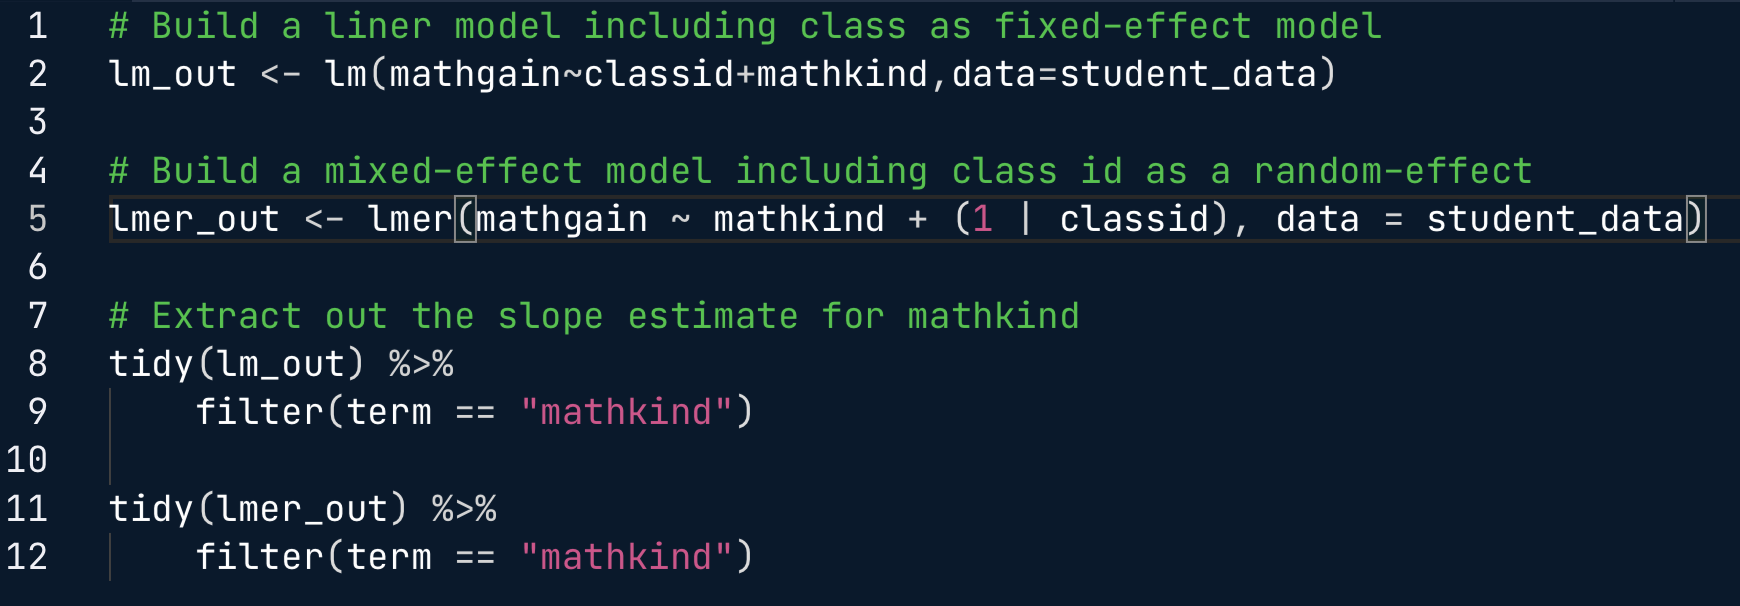 1 # Build a liner model including class as fixed-effect model
2 lm_out <- lm(mathgain~classid+mathkind,data=student_data)
3
4 # Build a mixed-effect model including class id as a random-effect
5 lmer_out <- lmer(mathgain ~ mathkind + (1 | classid), data = student_data)
6
7 # Extract out the slope estimate for mathkind
8 tidy(lm_out) %>%
9     filter(term == "mathkind")
10
11 tidy(lmer_out) %>%
12     filter(term == "mathkind")